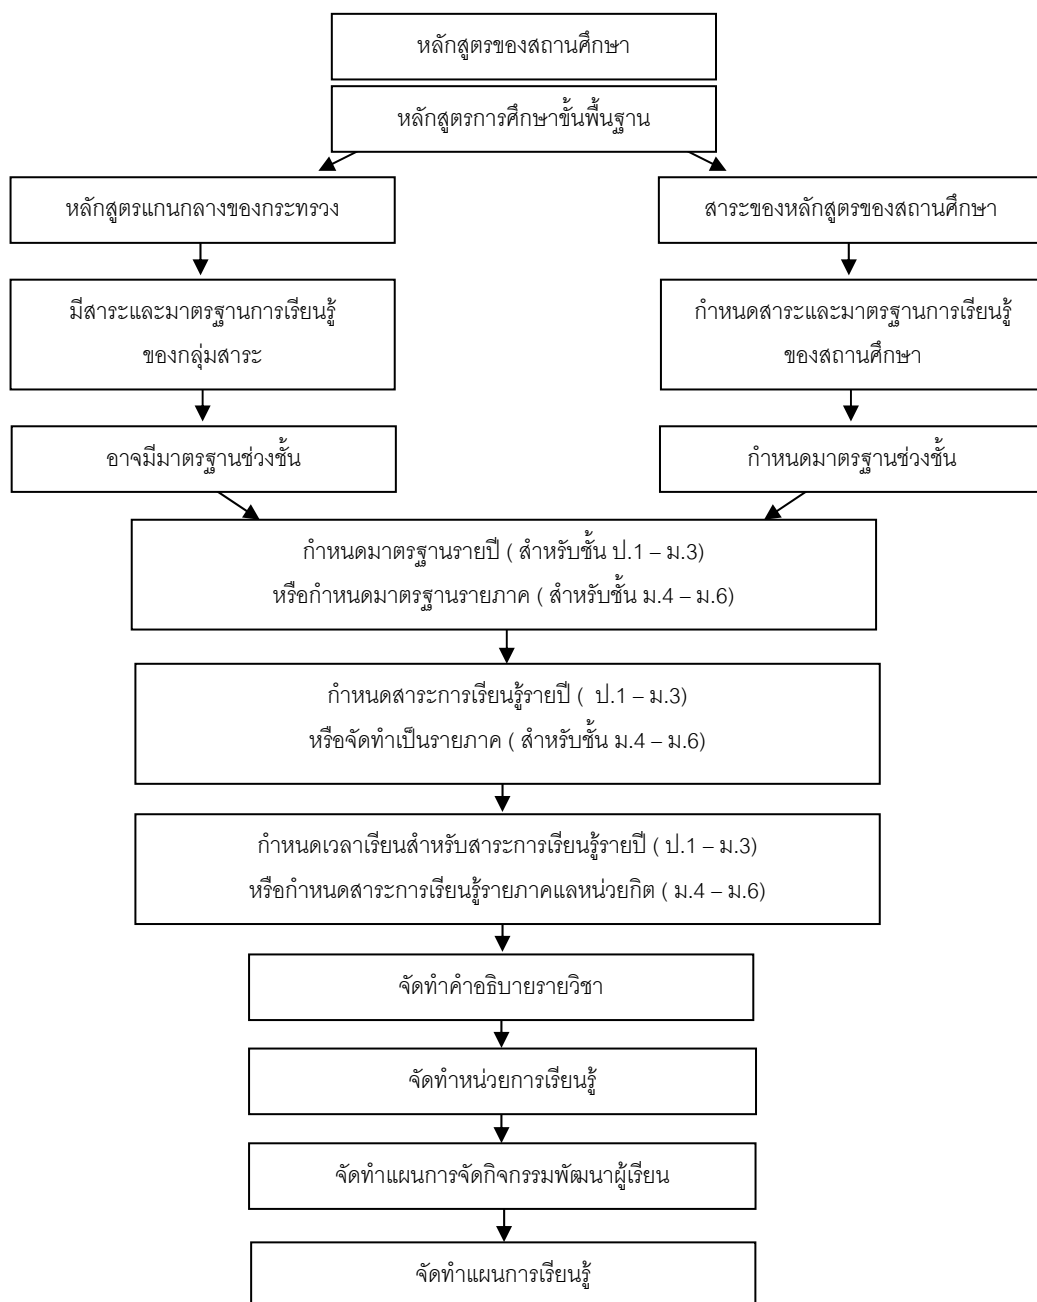 หลักสูตรของสถานศึกษา
หลักสูตรการศึกษาขั้นพื้นฐาน
หลักสูตรแกนกลางของกระทรวง
สาระของหลักสูตรของสถานศึกษา
มีสาระและมาตรฐานการเรียนรู้
ของกลุ่มสาระ
กำหนดสาระและมาตรฐานการเรียนรู้
ของสถานศึกษา
อาจมีมาตรฐานช่วงชั้น
กำหนดมาตรฐานช่วงชั้น
กำหนดมาตรฐานรายปี ( สำหรับชั้น ป.1 – ม.3)
หรือกำหนดมาตรฐานรายภาค ( สำหรับชั้น ม.4 – ม.6)
กำหนดสาระการเรียนรู้รายปี ( ป.1 – ม.3)
หรือจัดทำเป็นรายภาค ( สำหรับชั้น ม.4 – ม.6)
กำหนดเวลาเรียนสำหรับสาระการเรียนรู้รายปี ( ป.1 – ม.3)
หรือกำหนดสาระการเรียนรู้รายภาคแลหน่วยกิต ( ม.4 – ม.6)
จัดทำคำอธิบายรายวิชา
จัดทำหน่วยการเรียนรู้
จัดทำแผนการจัดกิจกรรมพัฒนาผู้เรียน
จัดทำแผนการเรียนรู้